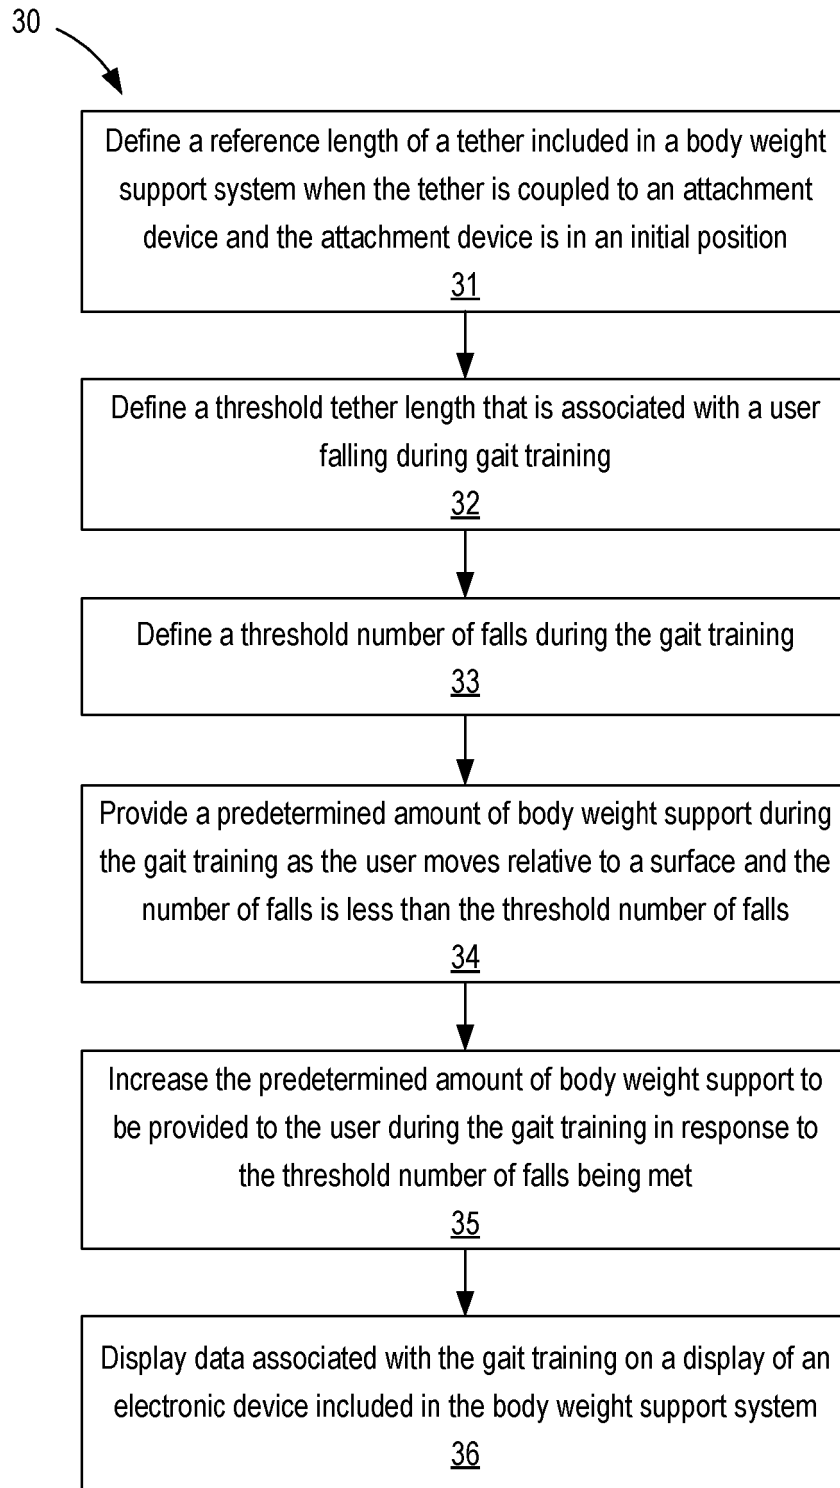 30
Define a reference length of a tether included in a body weight
support system when the tether is coupled to an attachment
device and the attachment device is in an initial position
31
Define a threshold tether length that is associated with a user
falling during gait training
32
Define a threshold number of falls during the gait training
33
Provide a predetermined amount of body weight support during
the gait training as the user moves relative to a surface and the
number of falls is less than the threshold number of falls
34
Increase the predetermined amount of body weight support to
be provided to the user during the gait training in response to
the threshold number of falls being met
35
Display data associated with the gait training on a display of an
electronic device included in the body weight support system
36